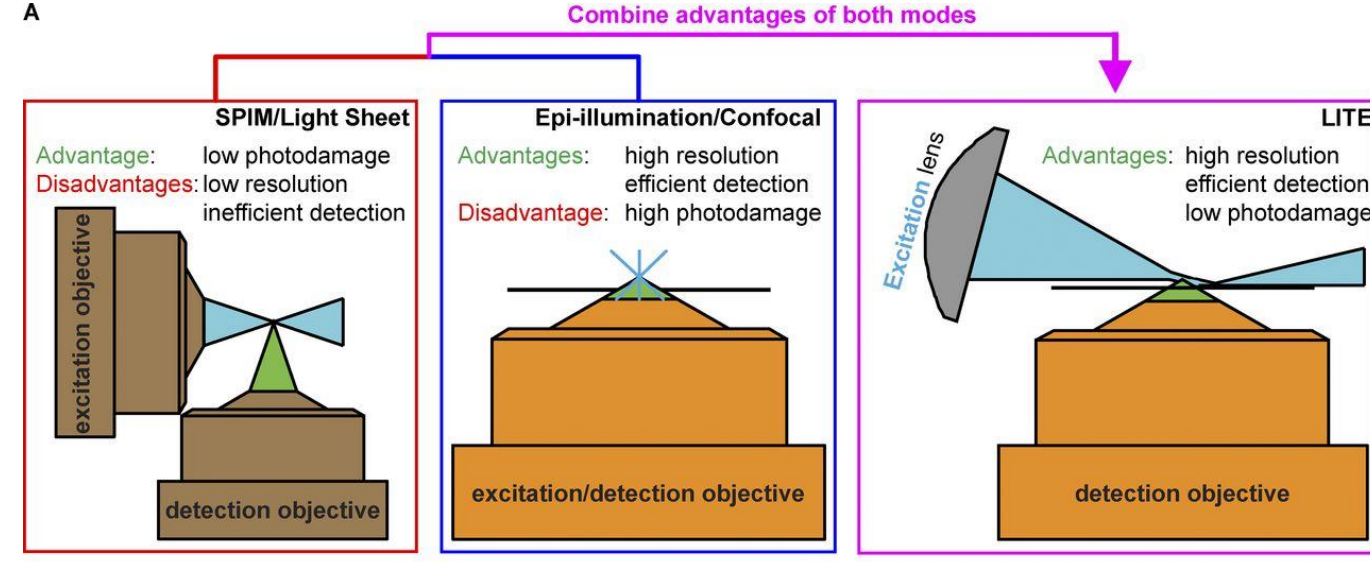 A
Combine advantages of both modes
SPIM/Light Sheet
Advantage: low photodamage
Disadvantages: low resolution
inefficient detection
excitation objective
detection objective
Epi-illumination/Confocal
Advantages: high resolution
efficient detection
Disadvantage: high photodamage
excitation/detection objective
LITE
Advantages: high resolution
efficient detection
low photodamage
Excitation lens
detection objective